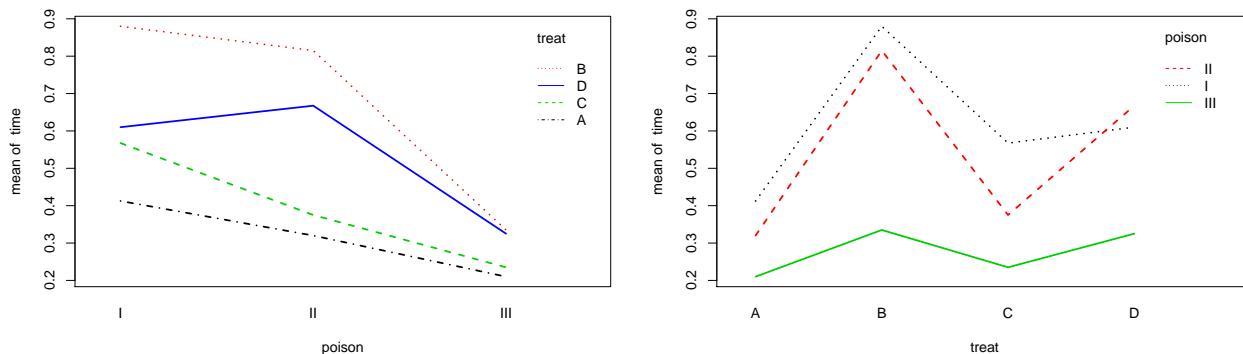 0.9
0.8
0.7
0.6
0.5
0.4
0.3
0.2
mean of time
I
II
III
poison
treat
B
D
C
A
0.9
0.8
0.7
0.6
0.5
0.4
0.3
0.2
mean of time
A
B
C
D
treat
poison
II
I
III